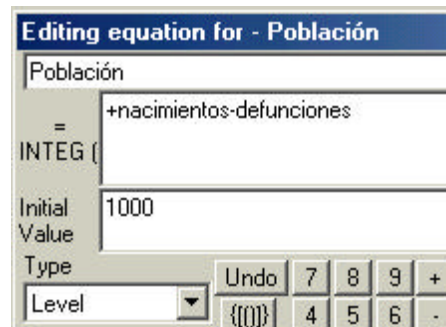 Editing equation for - Población
Población
=
INTEG (
+nacimientos-defunciones
Initial
Value
1000
Type
Level
Undo 7 8 9 +
{[()]} 4 5 6 -